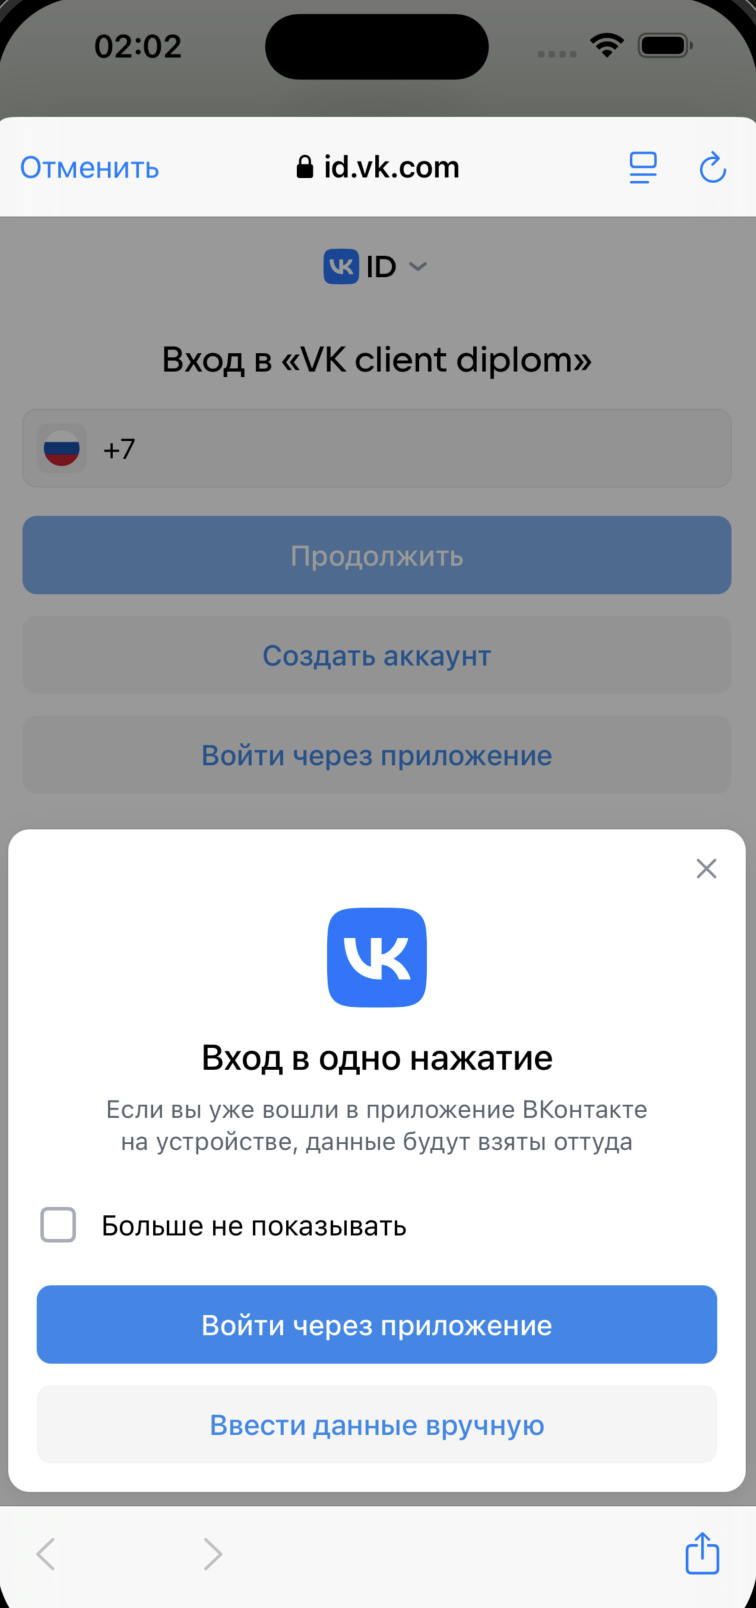 02:02
Отменить
id.vk.com
VK ID
Вход в «VK client diplom»
+7
Продолжить
Создать аккаунт
Войти через приложение
VK
Вход в одно нажатие
Если вы уже вошли в приложение ВКонтакте
на устройстве, данные будут взяты оттуда
Больше не показывать
Войти через приложение
Ввести данные вручную